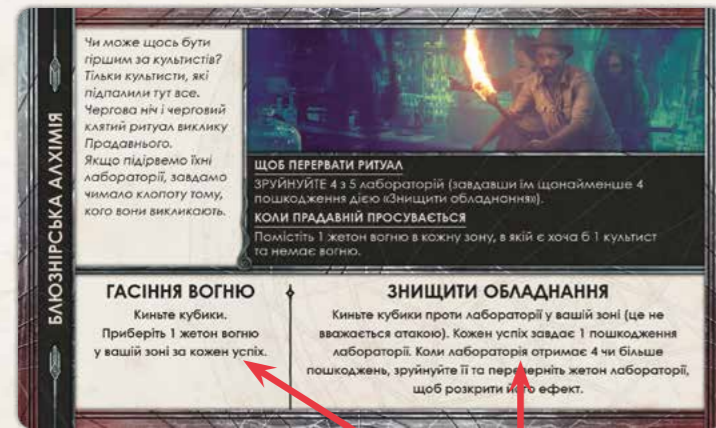 БЛЮЗНІРСЬКА АЛХІМІЯ
Чи може щось бути
гіршим за культистів?
Тільки культисти, які
підпалили тут все.
Чергова ніч і черговий
клятий ритуал виклику
Прадавнього.
Якщо підірвемо їхні
лабораторії, завдамо
чимало клопоту тому,
кого вони викликають.
ЩОБ ПЕРЕРВАТИ РИТУАЛ
ЗРУЙНУЙТЕ 4 з 5 лабораторій (завдавши їм щонайменше 4
пошкодження дією «Знищити обладнання»).
КОЛИ ПРАДАВНІЙ ПРОСУВАЄТЬСЯ
Помістіть 1 жетон вогню в кожну зону, в якій є хоча б 1 культист
та немає вогню.
ГАСІННЯ ВОГНЮ
Киньте кубики.
Приберіть 1 жетон вогню
у вашій зоні за кожен успіх.
ЗНИЩИТИ ОБЛАДНАННЯ
Киньте кубики проти лабораторії у вашій зоні (це не
вважається атакою). Кожен успіх завдає 1 пошкодження
лабораторії. Коли лабораторія отримає 4 чи більше
пошкоджень, зруйнуйте її та переверніть жетон лабораторії,
щоб розкрити його ефект.